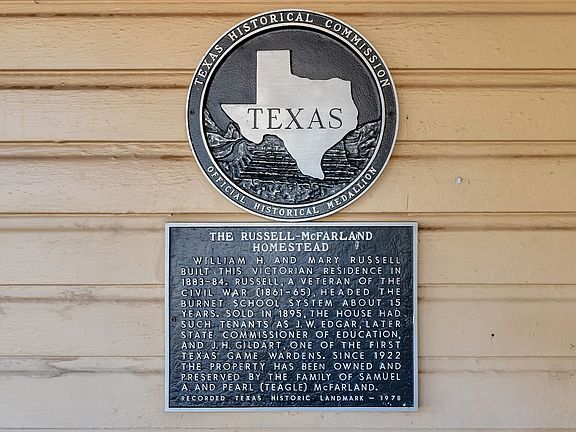 TEXAS HISTORICAL COMMISSION
TEXAS
OFFICIAL HISTORICAL MEDALLION
THE RUSSELL-McFARLAND
HOMESTEAD
WILLIAM H. AND MARY RUSSELL
BUILT THIS VICTORIAN RESIDENCE IN
1883-84. RUSSELL, A VETERAN OF THE
CIVIL WAR (1861-65), HEADED THE
BURNET SCHOOL SYSTEM ABOUT 15
YEARS. SOLD IN 1895, THE HOUSE HAD
SUCH TENANTS AS J.W. EDGAR, LATER
STATE COMMISSIONER OF EDUCATION,
AND J.H. GILDART, ONE OF THE FIRST
TEXAS GAME WARDENS. SINCE 1922
THE PROPERTY HAS BEEN OWNED AND
PRESERVED BY THE FAMILY OF SAMUEL
A. AND PEARL (TEAGLE) McFARLAND.
RECORDED TEXAS HISTORIC LANDMARK - 1978